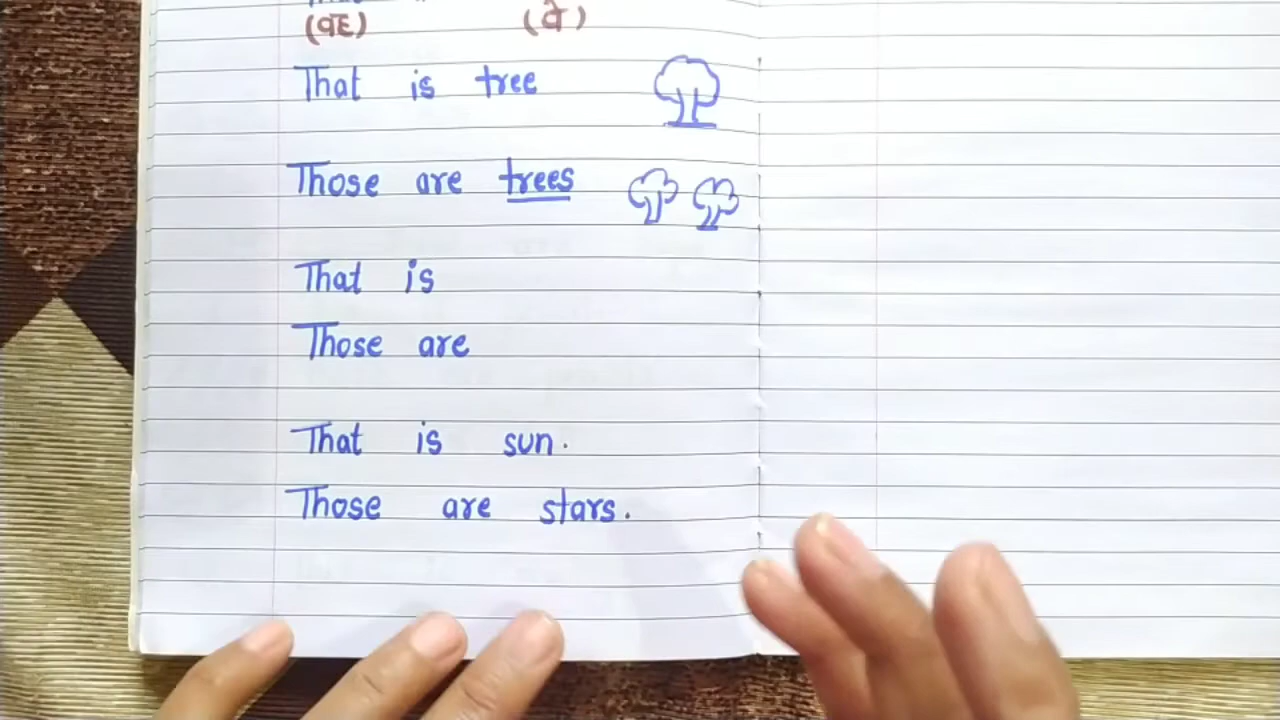 (वह) (वे)
That is tree
Those are trees
That is
Those are
That is sun.
Those are stars.